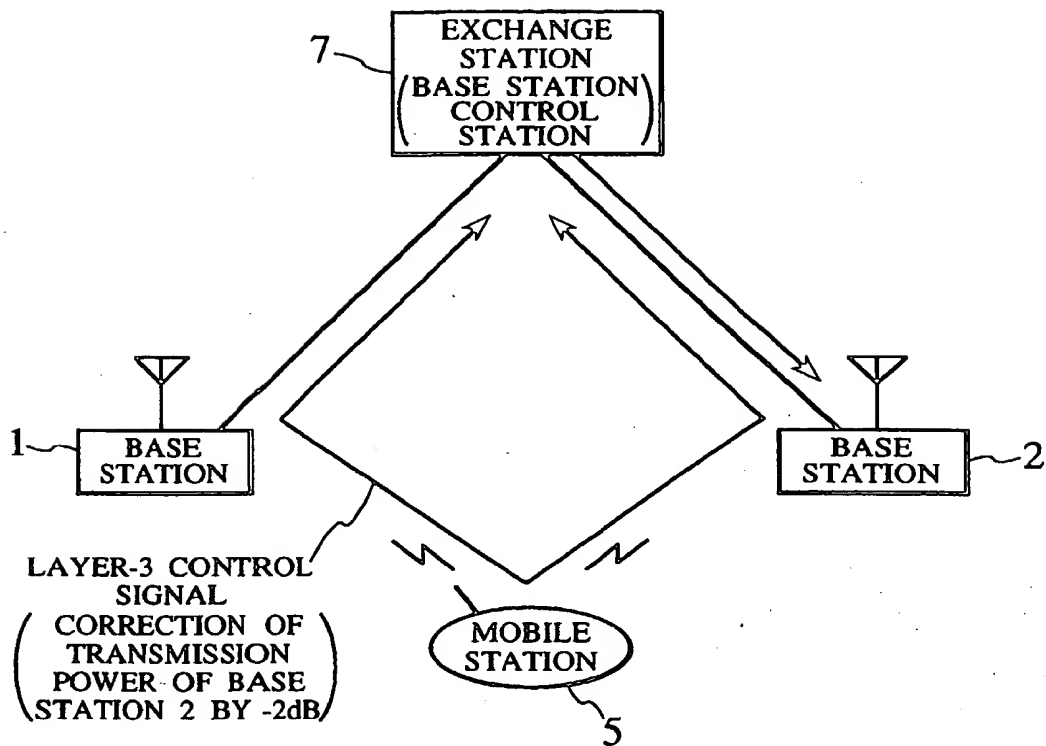 7
EXCHANGE
STATION
(BASE STATION
CONTROL
STATION)
1
BASE
STATION
BASE
STATION
2
LAYER-3 CONTROL
SIGNAL
(CORRECTION OF
TRANSMISSION
POWER OF BASE
STATION 2 BY -2dB)
MOBILE
STATION
5